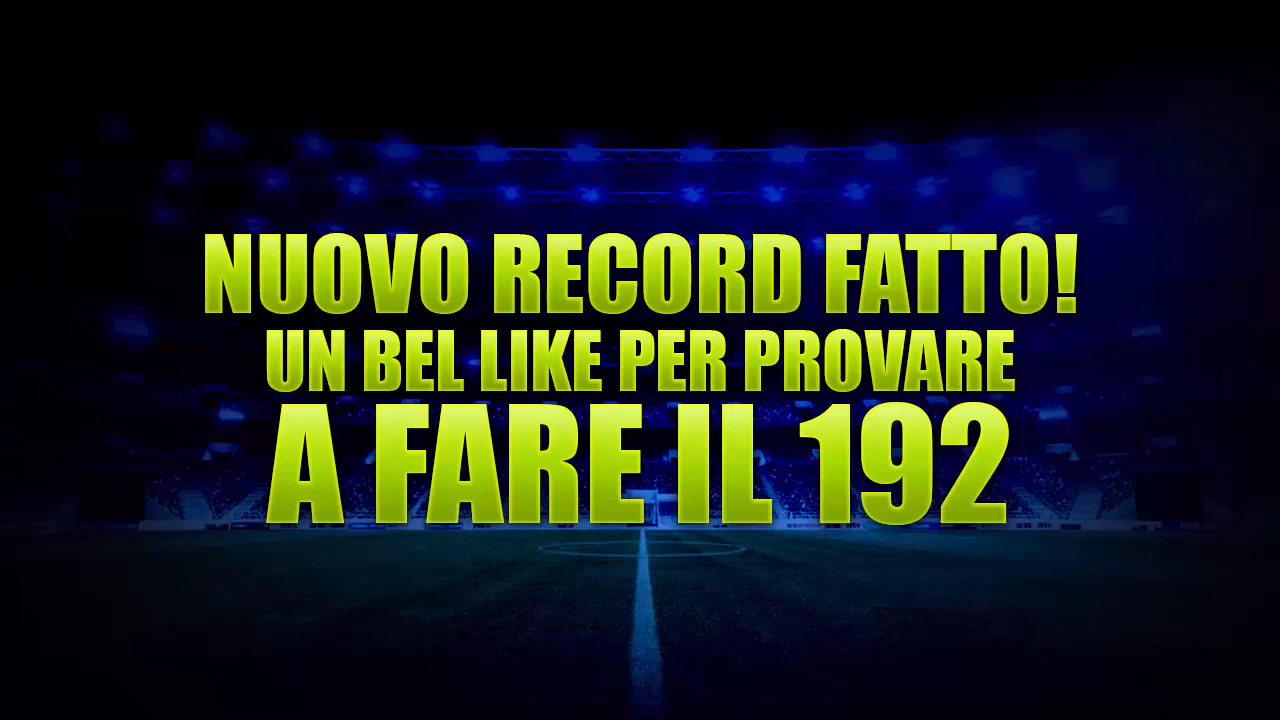 NUOVO RECORD FATTO!
UN BEL LIKE PER PROVARE
A FARE IL 192